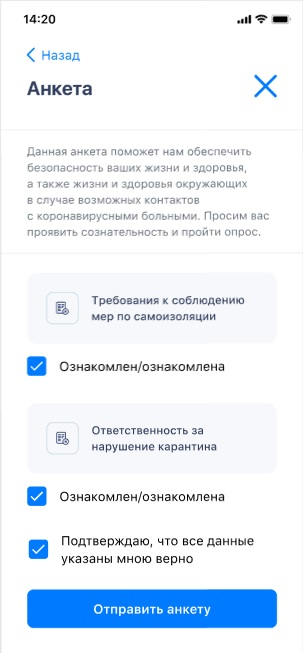 14:20
Назад
Анкета
Данная анкета поможет нам обеспечить
безопасность ваших жизни и здоровья,
а также жизни и здоровья окружающих
в случае возможных контактов
с коронавирусными больными. Просим вас
проявить сознательность и пройти опрос.
Требования к соблюдению
мер по самоизоляции
Ознакомлен/ознакомлена
Ответственность за
нарушение карантина
Ознакомлен/ознакомлена
Подтверждаю, что все данные
указаны мною верно
Отправить анкету